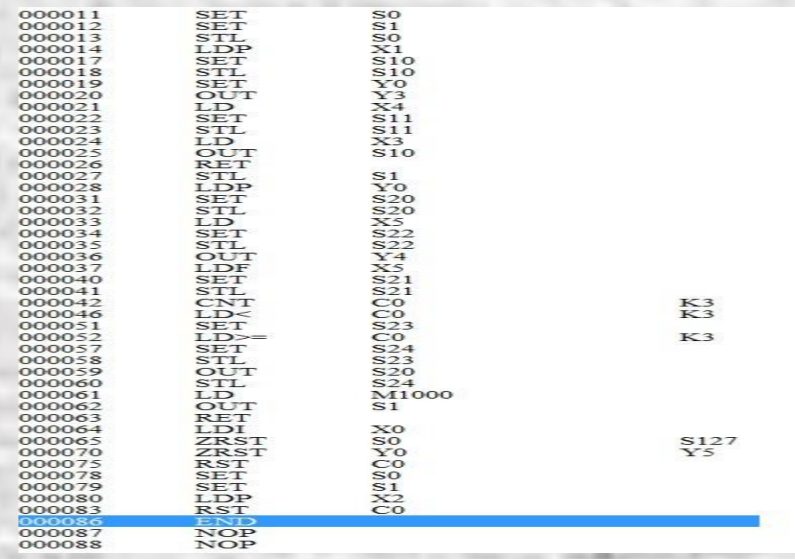 000011 SET S0
000012 SET S1
000013 STL S0
000014 LDP X1
000017 SET S10
000018 STL S10
000019 SET Y0
000020 OUT Y3
000021 LD X4
000022 SET S11
000023 STL S11
000024 LD X3
000025 OUT S10
000026 RET
000027 STL S1
000028 LDP Y0
000031 SET S20
000032 STL S20
000033 LD X5
000034 SET S22
000035 STL S22
000036 OUT Y4
000037 LDF X5
000040 SET S21
000041 STL S21
000042 CNT C0 K3
000046 LD< C0 K3
000051 SET S23
000052 LD>= C0 K3
000057 SET S24
000058 STL S23
000059 OUT S20
000060 STL S24
000061 LD M1000
000062 OUT S1
000063 RET
000064 LDI X0
000065 ZRST S0 S127
000070 ZRST Y0 Y5
000075 RST C0
000078 SET S0
000079 SET S1
000080 LDP X2
000083 RST C0
000086 END
000087 NOP
000088 NOP